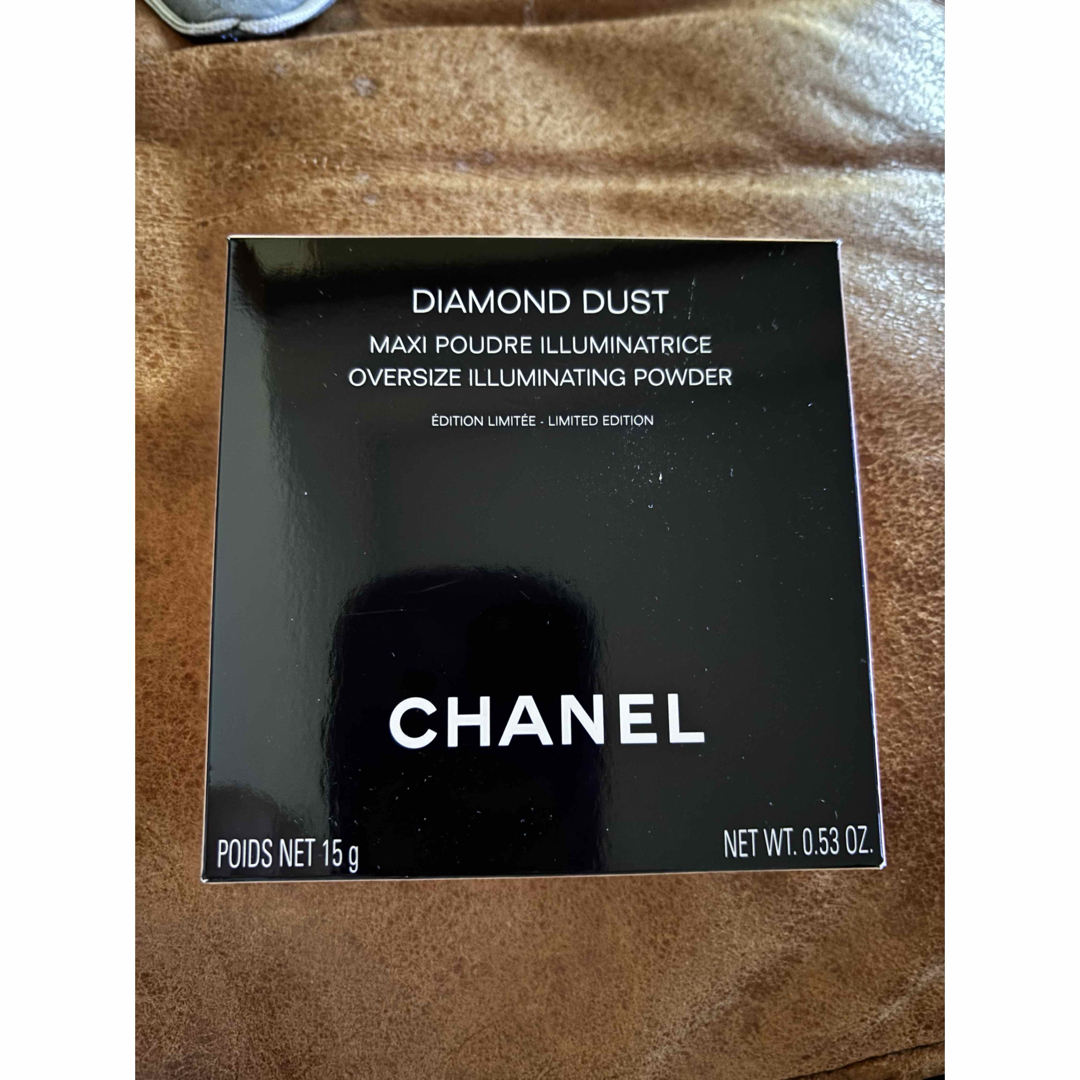 DIAMOND DUST
MAXI POUDRE ILLUMINATRICE
OVERSIZE ILLUMINATING POWDER
ÉDITION LIMITÉE - LIMITED EDITION
CHANEL
POIDS NET 15 g
NET WT. 0.53 OZ.